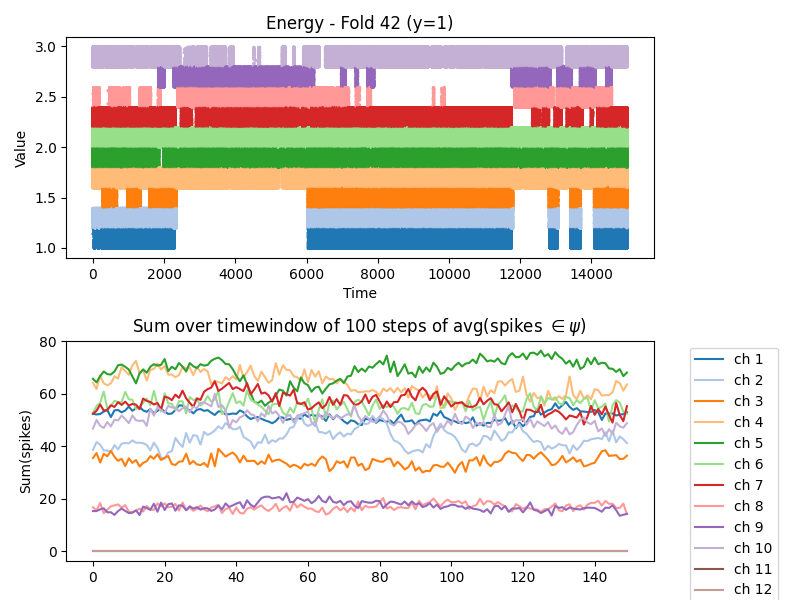 Energy - Fold 42 (y=1)
3.0
2.5
2.0
1.5
1.0
Value
0 2000 4000 6000 8000 10000 12000 14000
Time
Sum over timewindow of 100 steps of avg(spikes ∈ψ)
80
60
40
20
0
Sum(spikes)
0 20 40 60 80 100 120 140
ch 1
ch 2
ch 3
ch 4
ch 5
ch 6
ch 7
ch 8
ch 9
ch 10
ch 11
ch 12